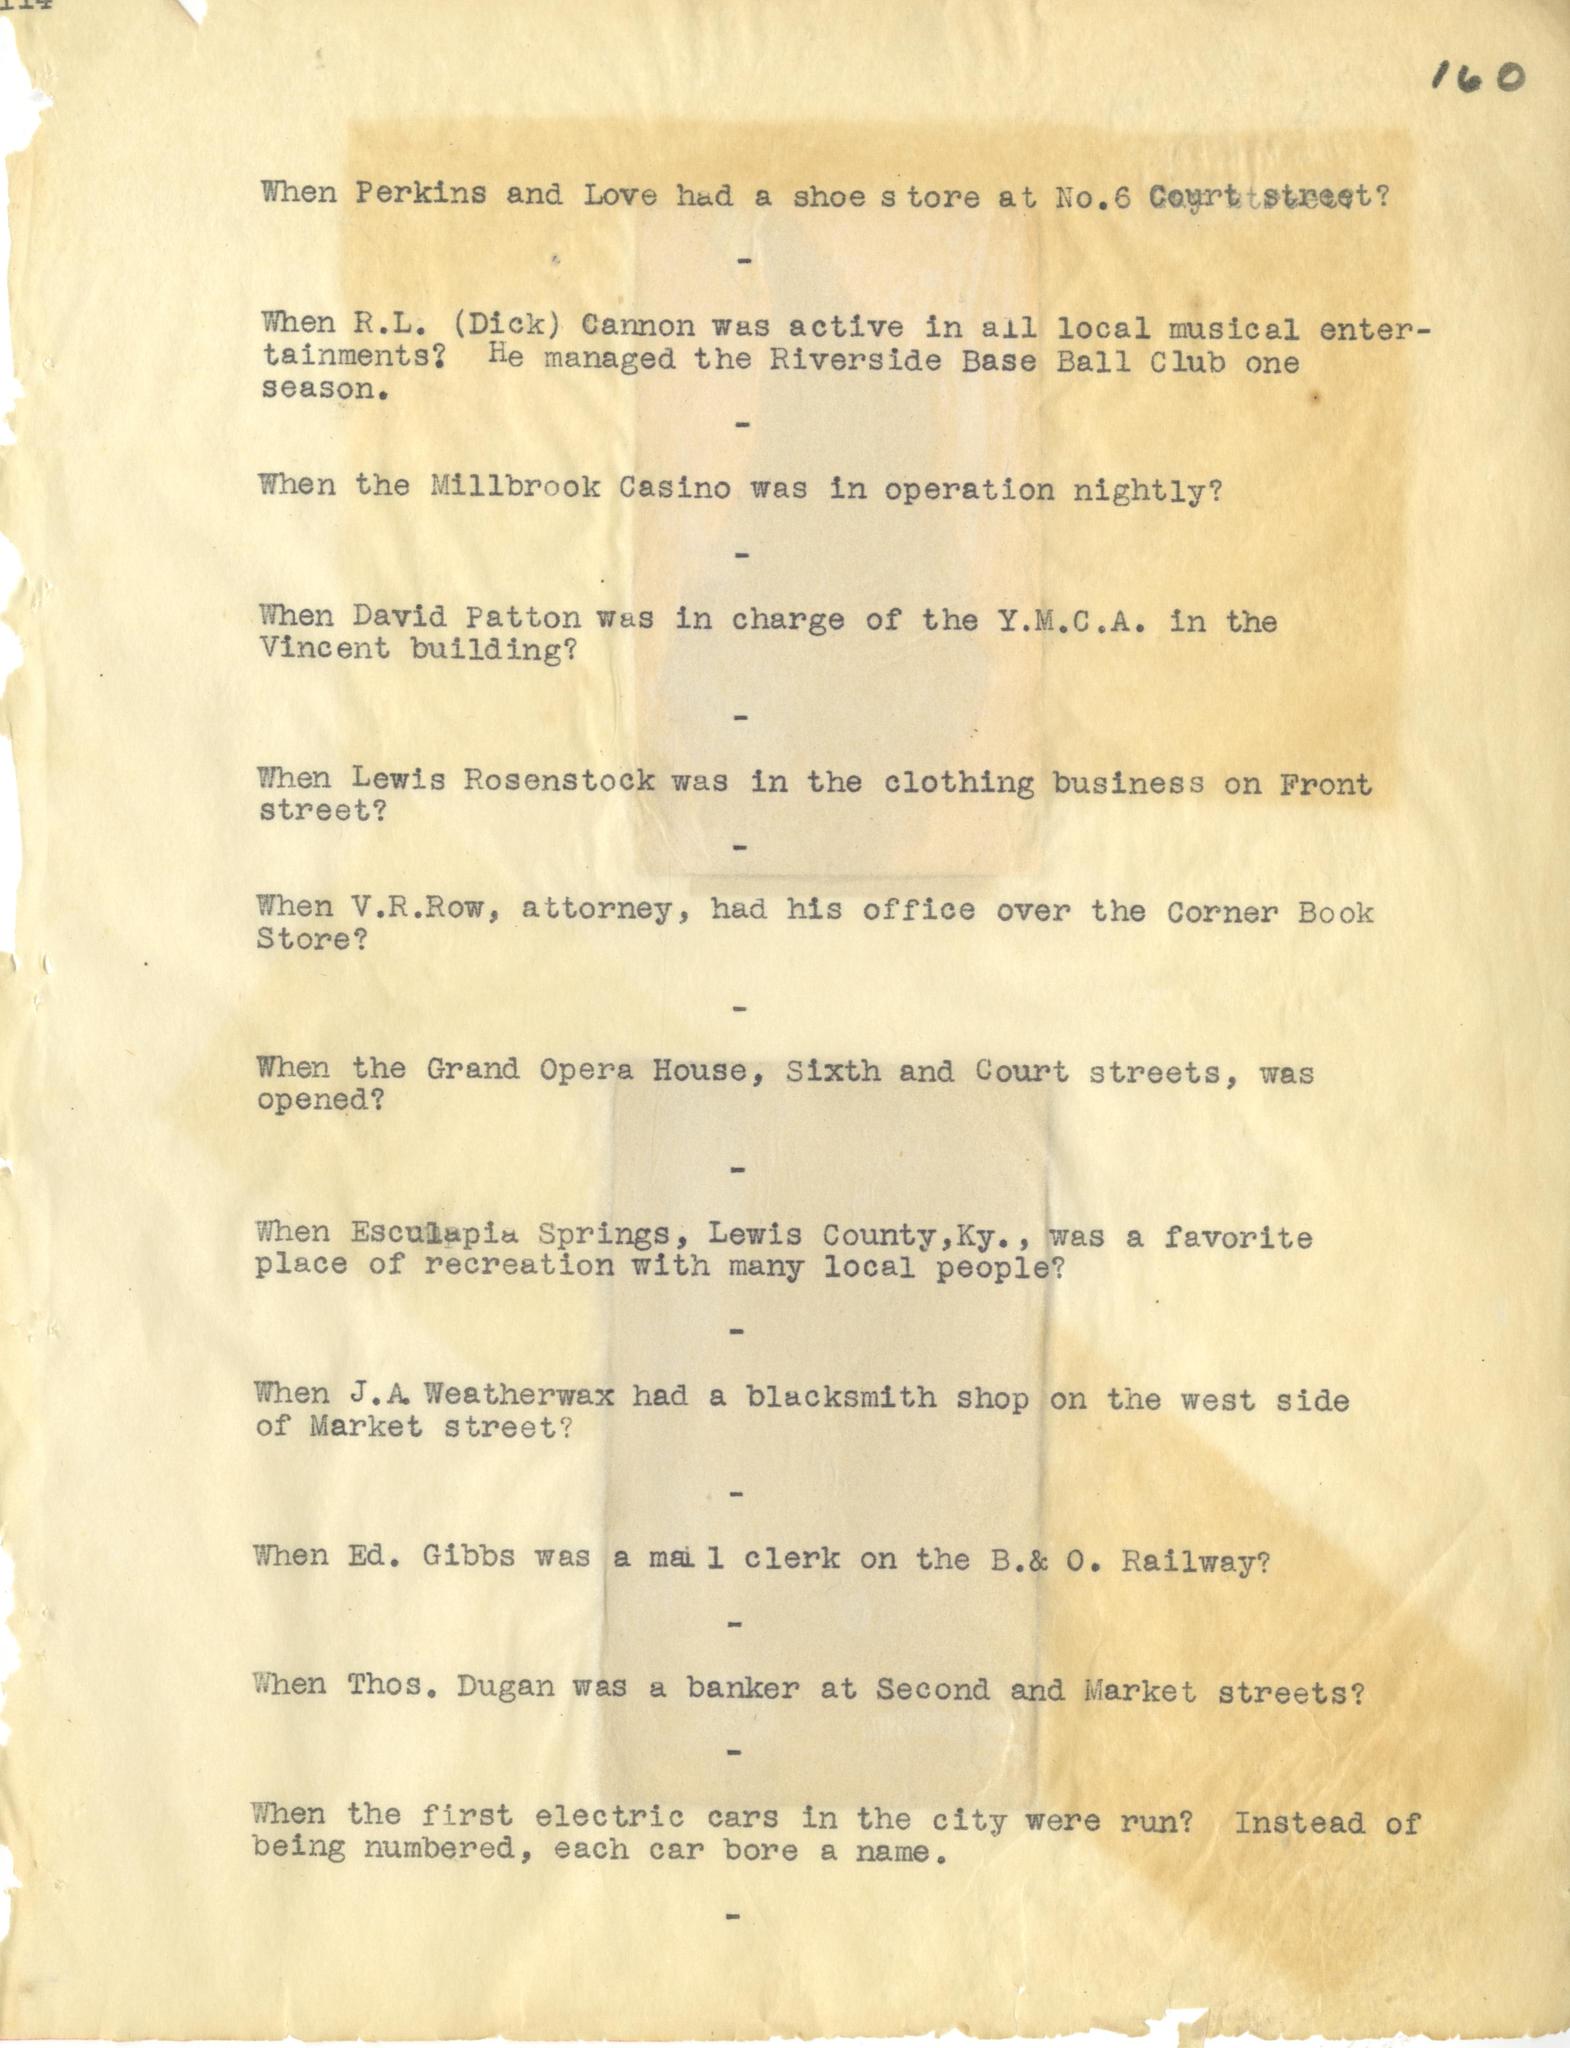 114
160
When Perkins and Love had a shoe store at No.6 Court street?
-
When R.L. (Dick) Cannon was active in all local musical enter-
tainments? He managed the Riverside Base Ball Club one
season.
-
When the Millbrook Casino was in operation nightly?
-
When David Patton was in charge of the Y.M.C.A. in the
Vincent building?
-
When Lewis Rosenstock was in the clothing business on Front
street?
-
When V.R.Row, attorney, had his office over the Corner Book
Store?
-
When the Grand Opera House, Sixth and Court streets, was
opened?
-
When Esculapia Springs, Lewis County,Ky., was a favorite
place of recreation with many local people?
-
When J.A. Weatherwax had a blacksmith shop on the west side
of Market street?
-
When Ed. Gibbs was a mail clerk on the B.& O. Railway?
-
When Thos. Dugan was a banker at Second and Market streets?
-
When the first electric cars in the city were run? Instead of
being numbered, each car bore a name.
-